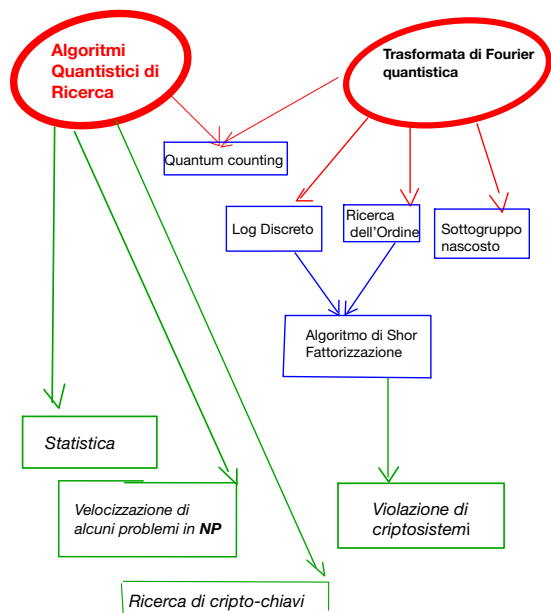 Algoritmi
Quantistici di
Ricerca
Trasformata di Fourier
quantistica
Quantum counting
Log Discreto
Ricerca
dell'Ordine
Sottogruppo
nascosto
Algoritmo di Shor
Fattorizzazione
Statistica
Velocizzazione di
alcuni problemi in NP
Violazione di
criptosistemi
Ricerca di cripto-chiavi